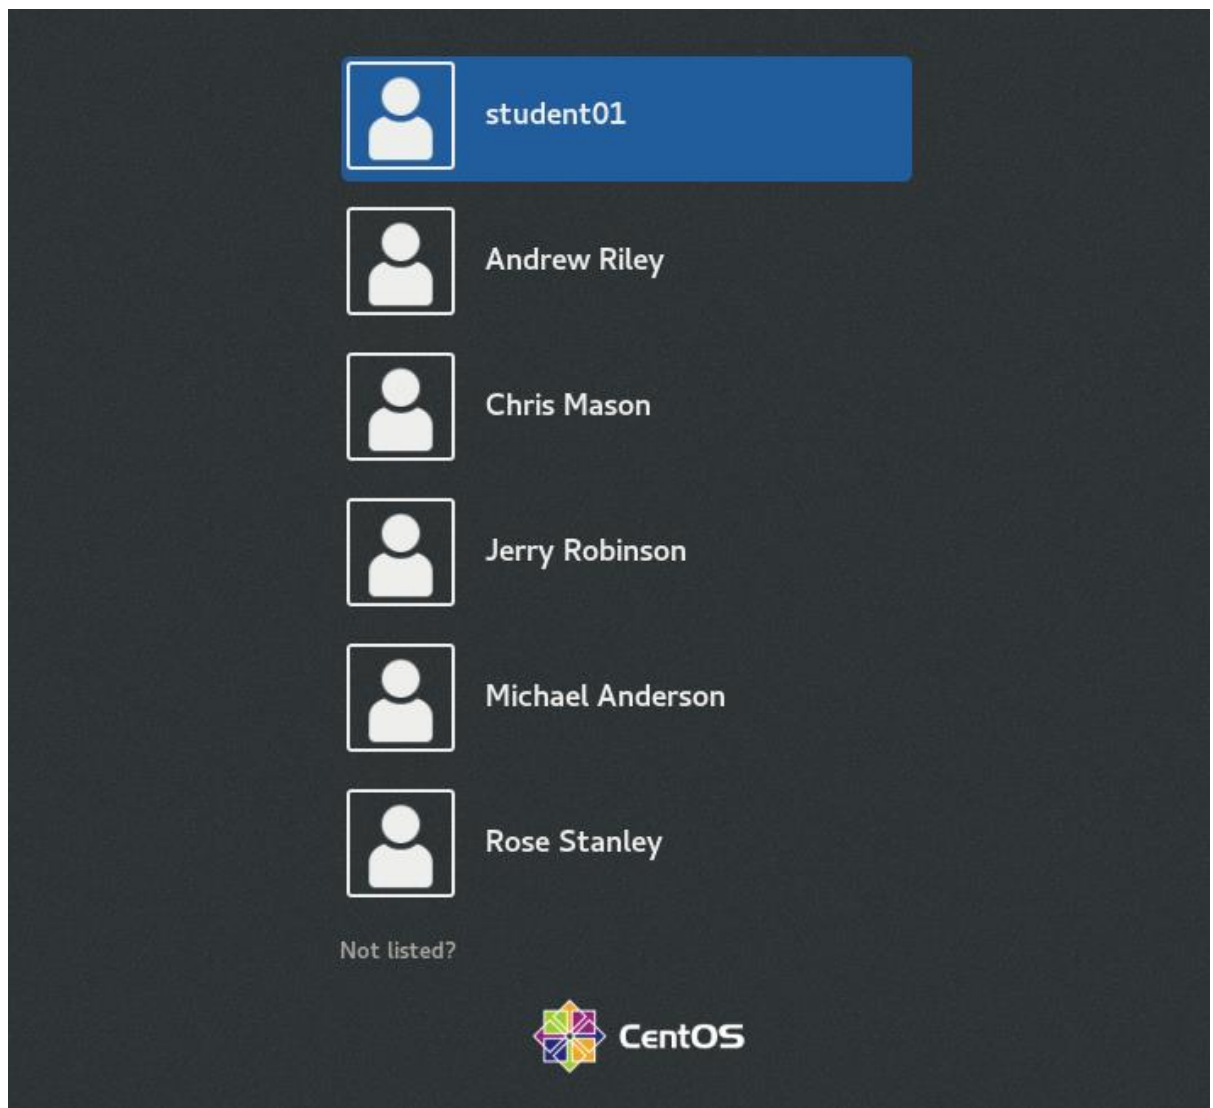 student01
Andrew Riley
Chris Mason
Jerry Robinson
Michael Anderson
Rose Stanley
Not listed?
CentOS